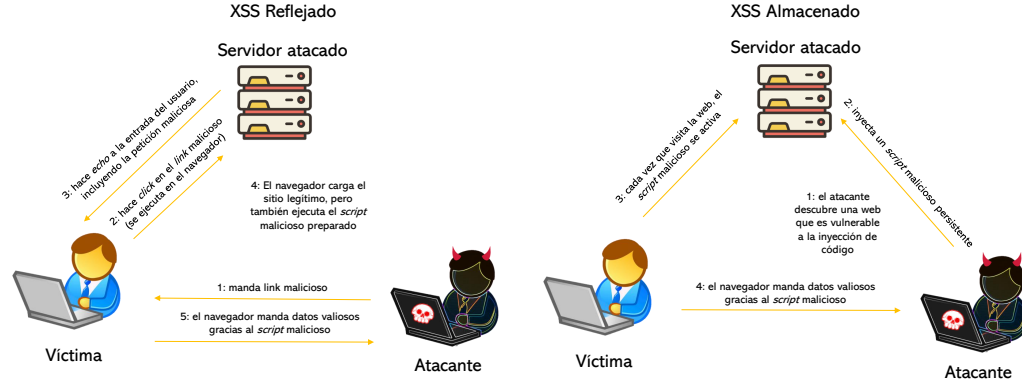 XSS Reflejado
Servidor atacado
3: hace echo a la entrada del usuario,
incluyendo la petición maliciosa
2: hace click en el link malicioso
(se ejecuta en el navegador)
4: El navegador carga el
sitio legítimo, pero
también ejecuta el script
malicioso preparado
1: manda link malicioso
5: el navegador manda datos valiosos
gracias al script malicioso
Víctima
Atacante
XSS Almacenado
Servidor atacado
3: cada vez que visita la web, el
script malicioso se activa
2: inyecta un script malicioso persistente
1: el atacante
descubre una web
que es vulnerable
a la inyección de
código
4: el navegador manda datos valiosos
gracias al script malicioso
Víctima
Atacante